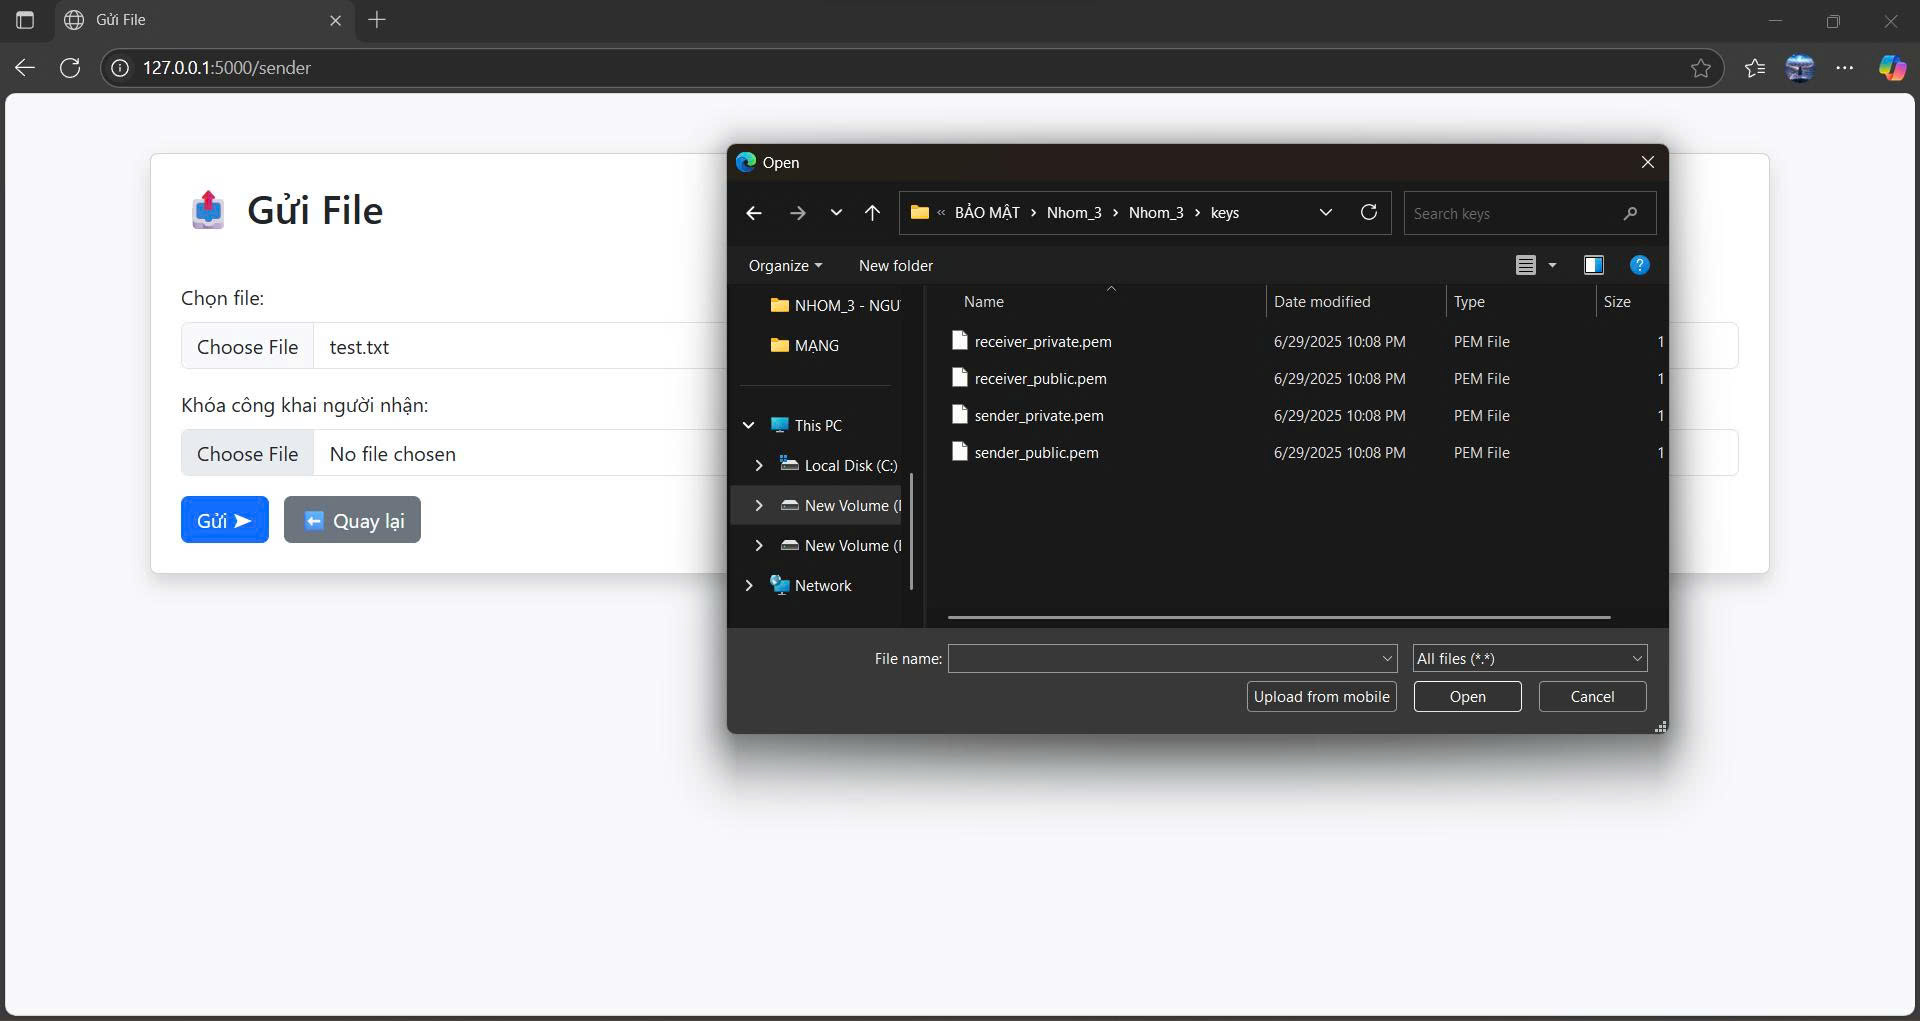 Gửi File
127.0.0.1:5000/sender
Gửi File
Chọn file:
Choose File test.txt
Khóa công khai người nhận:
Choose File No file chosen
Gửi ➤
Quay lại
Open
« BẢO MẬT › Nhom_3 › Nhom_3 › keys
Search keys
Organize
New folder
NHOM_3 - NGU
MẠNG
This PC
Local Disk (C:)
New Volume (
New Volume (
Network
Name Date modified Type Size
receiver_private.pem 6/29/2025 10:08 PM PEM File 1
receiver_public.pem 6/29/2025 10:08 PM PEM File 1
sender_private.pem 6/29/2025 10:08 PM PEM File 1
sender_public.pem 6/29/2025 10:08 PM PEM File 1
File name:
All files (*.*)
Upload from mobile
Open
Cancel